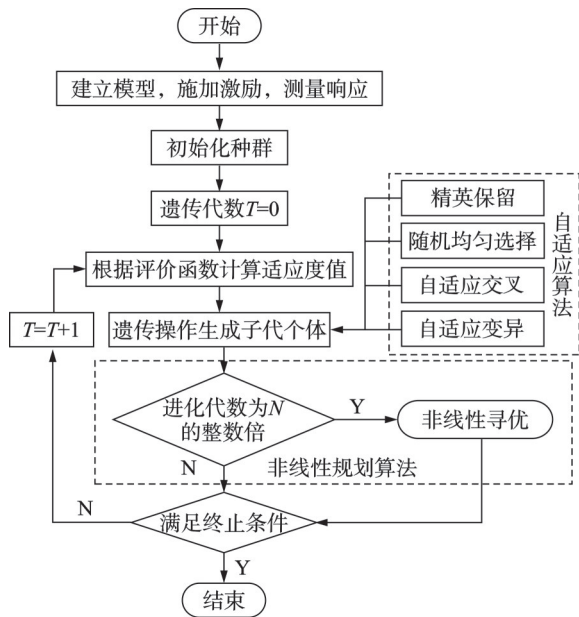 开始
建立模型，施加激励，测量响应
初始化种群
遗传代数T=0
精英保留
随机均匀选择
自适应交叉
自适应变异
自适应算法
根据评价函数计算适应度值
T=T+1
遗传操作生成子代个体
进化代数为N
的整数倍
Y
非线性寻优
N
非线性规划算法
N
满足终止条件
Y
结束